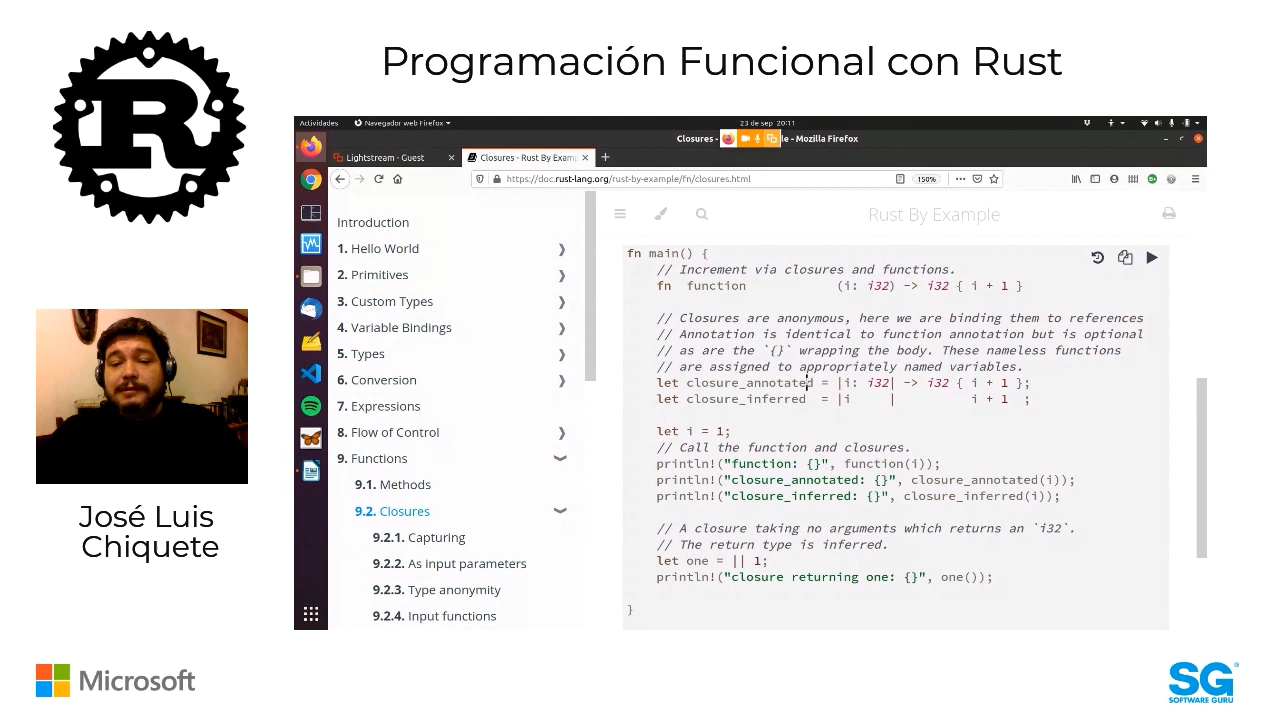 Programación Funcional con Rust
R
Actividades
Navegador web Firefox
23 de sep 20:11
Closures - le - Mozilla Firefox
Lightstream - Guest
Closures - Rust By Examp
https://doc.rust-lang.org/rust-by-example/fn/closures.html
150%
Introduction
1. Hello World
2. Primitives
3. Custom Types
4. Variable Bindings
5. Types
6. Conversion
7. Expressions
8. Flow of Control
9. Functions
9.1. Methods
9.2. Closures
9.2.1. Capturing
9.2.2. As input parameters
9.2.3. Type anonymity
9.2.4. Input functions
Rust By Example
fn main() {
// Increment via closures and functions.
fn function (i: i32) -> i32 { i + 1 }
// Closures are anonymous, here we are binding them to references
// Annotation is identical to function annotation but is optional
// as are the `{}` wrapping the body. These nameless functions
// are assigned to appropriately named variables.
let closure_annotated = |i: i32| -> i32 { i + 1 };
let closure_inferred = |i | i + 1 ;
let i = 1;
// Call the function and closures.
println!("function: {}", function(i));
println!("closure_annotated: {}", closure_annotated(i));
println!("closure_inferred: {}", closure_inferred(i));
// A closure taking no arguments which returns an `i32`.
// The return type is inferred.
let one = || 1;
println!("closure returning one: {}", one());
}
José Luis
Chiquete
Microsoft
SG
SOFTWARE GURU